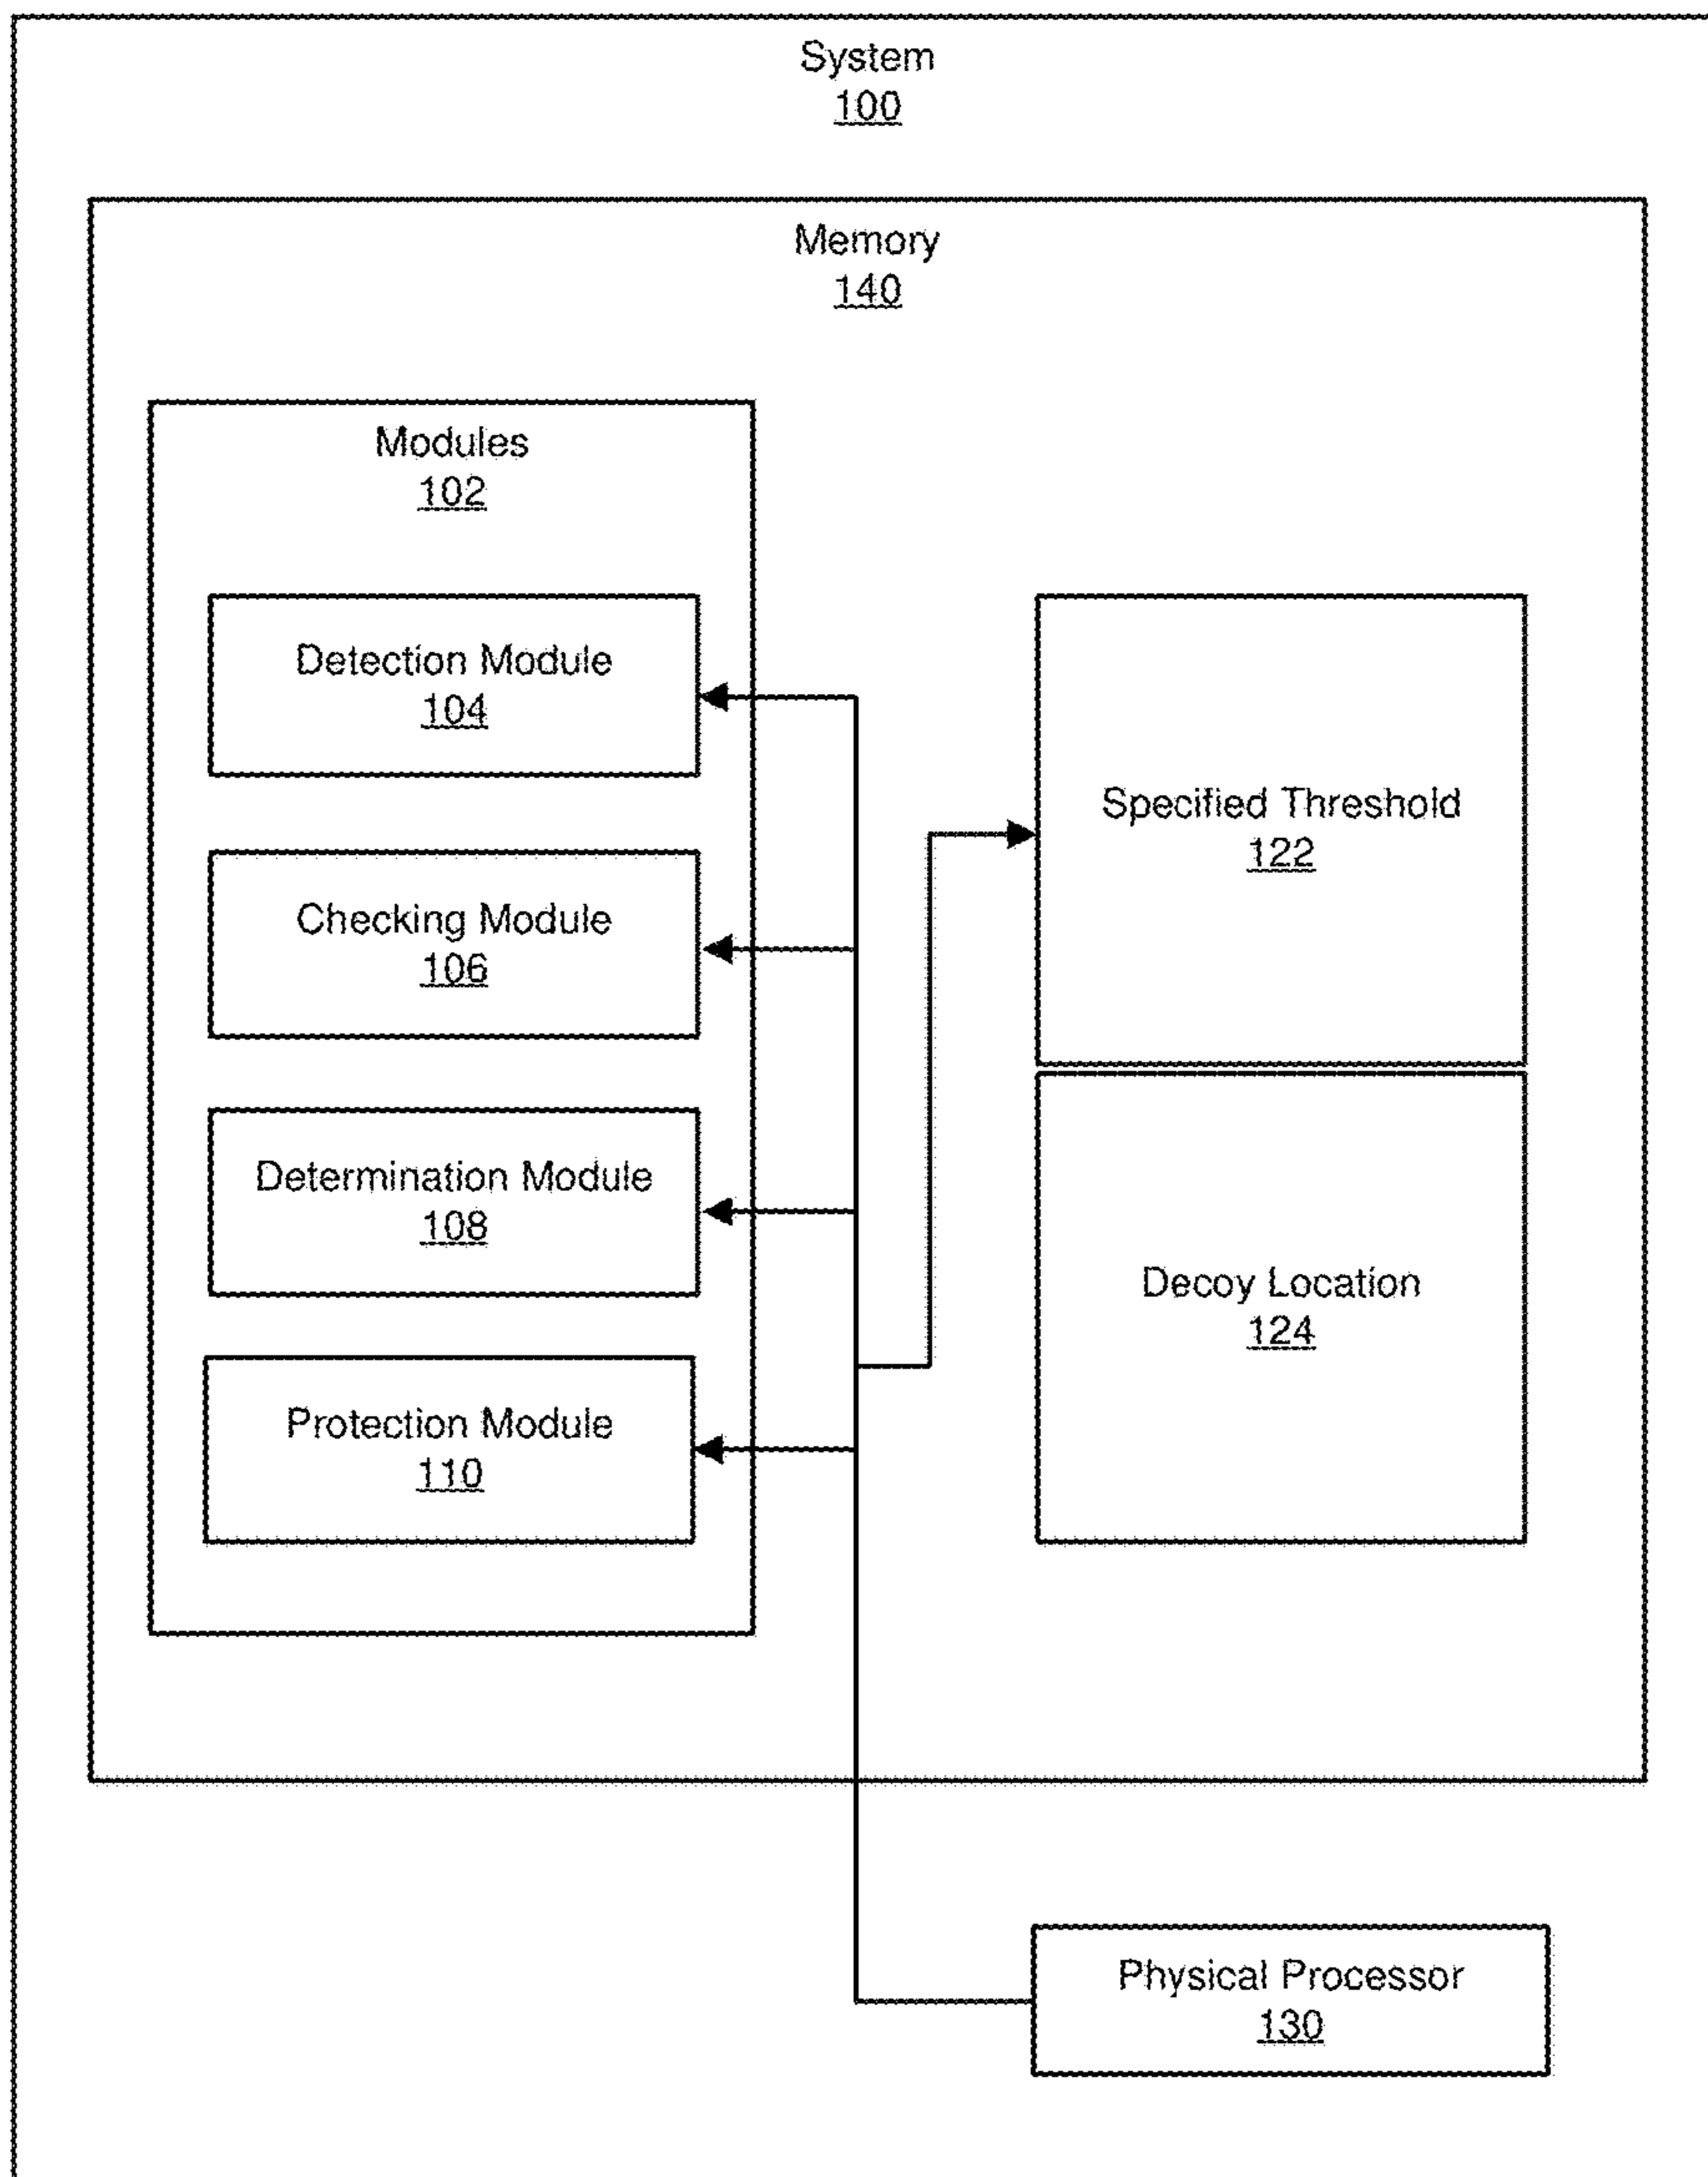 System
100
Memory
140
Modules
102
Detection Module
104
Checking Module
106
Determination Module
108
Protection Module
110
Specified Threshold
122
Decoy Location
124
Physical Processor
130